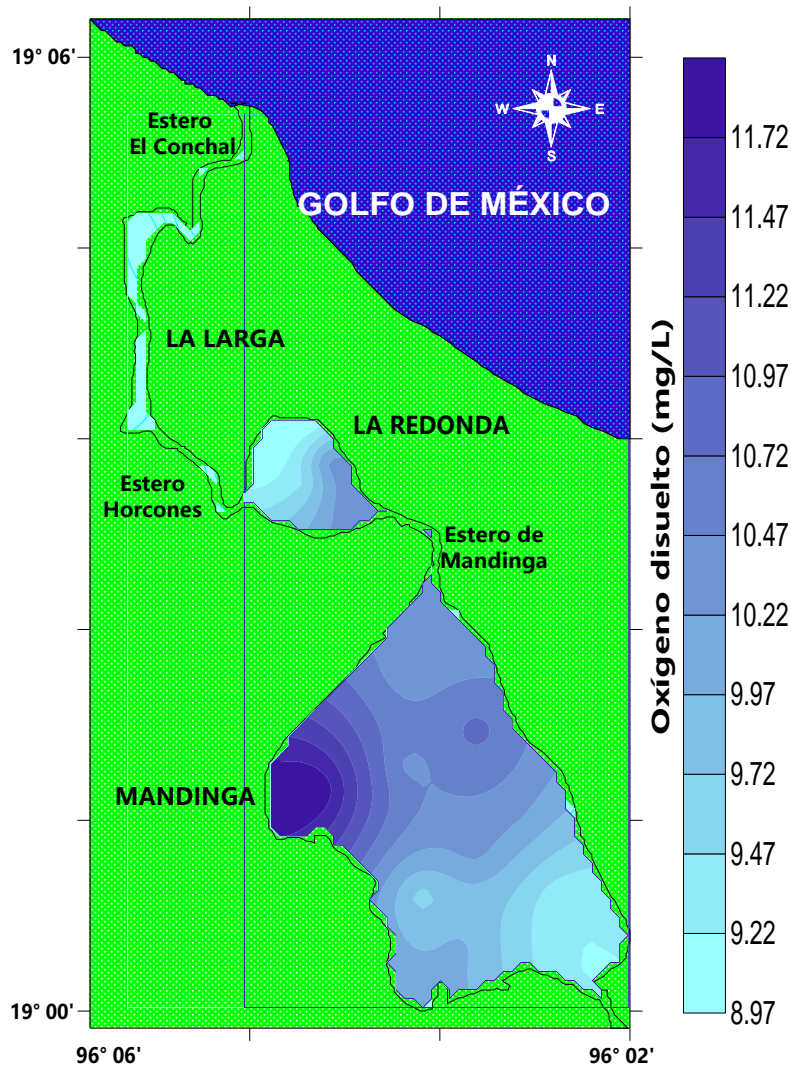 19° 06'
N
W
E
S
Estero
El Conchal
GOLFO DE MÉXICO
LA LARGA
LA REDONDA
Estero
Horcones
Estero de
Mandinga
MANDINGA
19° 00'
96° 06'
96° 02'
Oxígeno disuelto (mg/L)
11.72
11.47
11.22
10.97
10.72
10.47
10.22
9.97
9.72
9.47
9.22
8.97